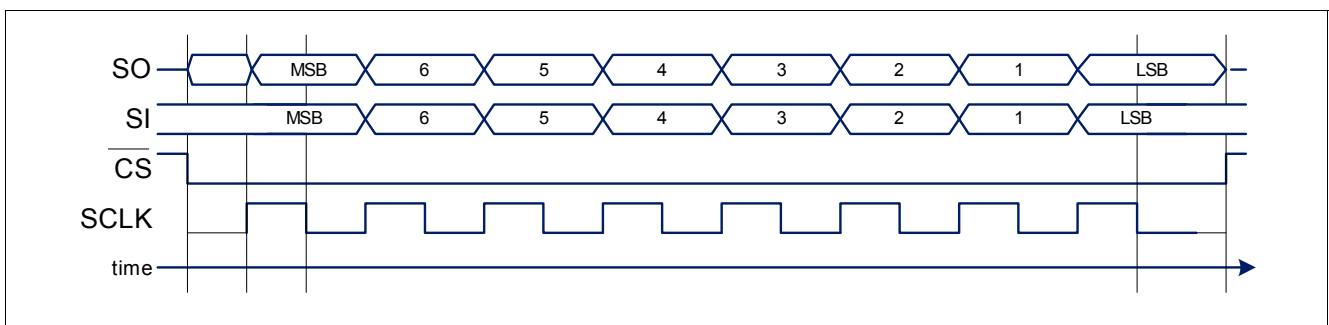 SO MSB 6 5 4 3 2 1 LSB
SI MSB 6 5 4 3 2 1 LSB
CS
SCLK
time